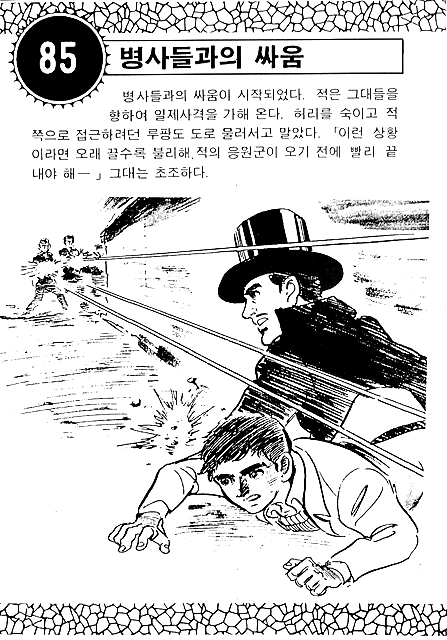 85
병사들과의 싸움
병사들과의 싸움이 시작되었다. 적은 그대들을
향하여 일제사격을 가해 온다. 허리를 숙이고 적
쪽으로 접근하려던 루팡도 도로 물러서고 말았다. 「이런 상황
이라면 오래 끌수록 불리해. 적의 응원군이 오기 전에 빨리 끝
내야 해─」그대는 초조하다.